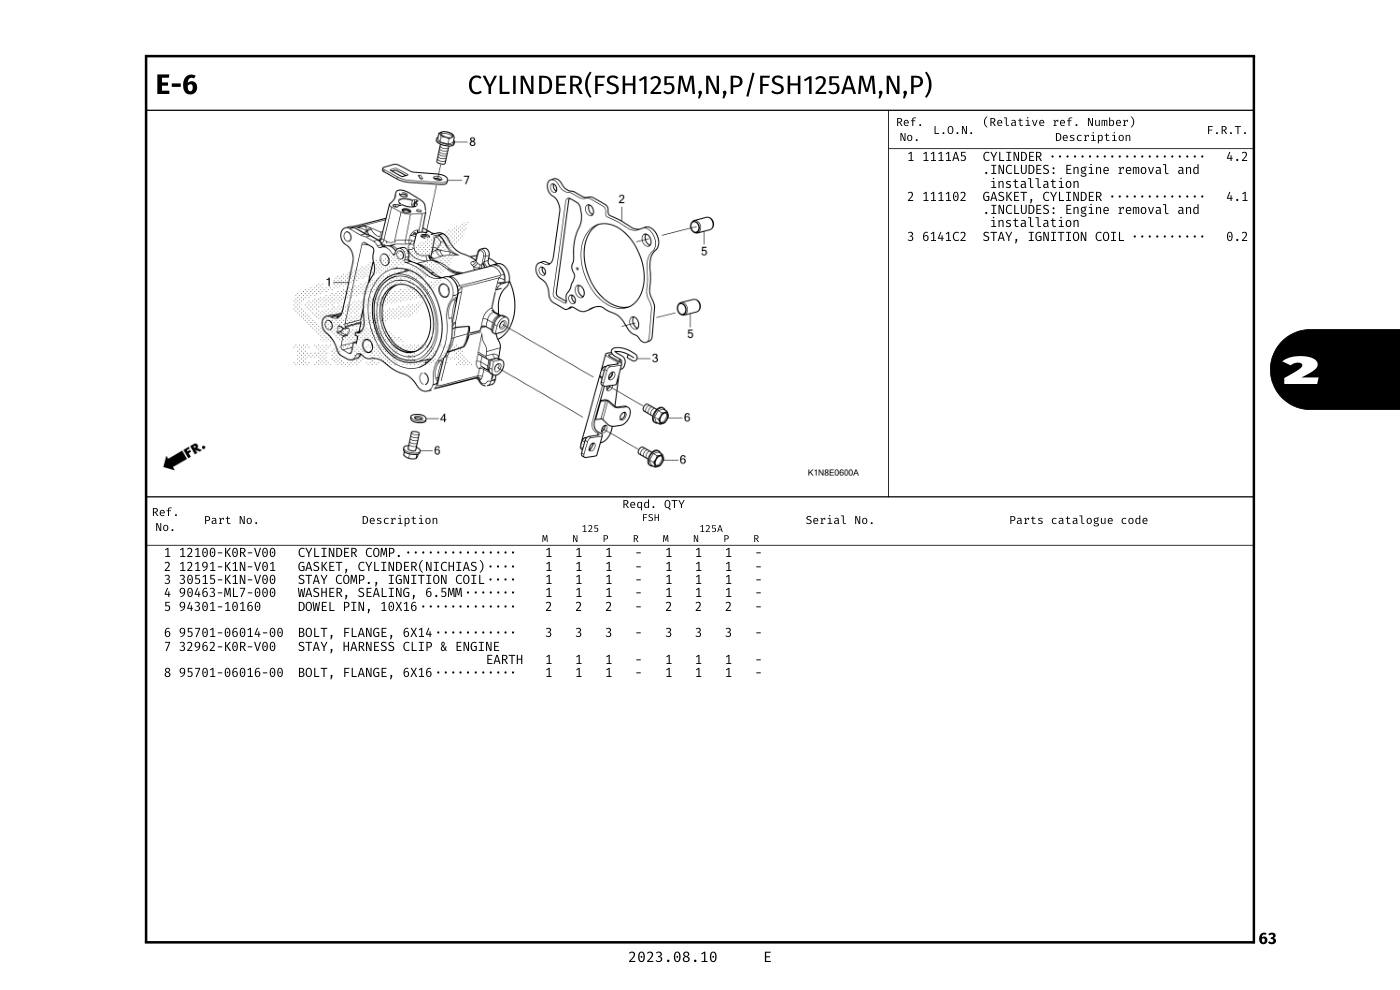 E-6
CYLINDER(FSH125M,N,P/FSH125AM,N,P)
8
7
2
5
1
5
3
4
6
6
6
FR.
K1N8E0600A
Ref. No. L.O.N. (Relative ref. Number) Description F.R.T.
1 1111A5 CYLINDER ····················· 4.2
.INCLUDES: Engine removal and
installation
2 111102 GASKET, CYLINDER ············· 4.1
.INCLUDES: Engine removal and
installation
3 6141C2 STAY, IGNITION COIL ·········· 0.2
2
Reqd. QTY
Ref. No. Part No. Description FSH Serial No. Parts catalogue code
125 125A
M N P R M N P R
1 12100-K0R-V00 CYLINDER COMP.··············· 1 1 1 - 1 1 1 -
2 12191-K1N-V01 GASKET, CYLINDER(NICHIAS)···· 1 1 1 - 1 1 1 -
3 30515-K1N-V00 STAY COMP., IGNITION COIL···· 1 1 1 - 1 1 1 -
4 90463-ML7-000 WASHER, SEALING, 6.5MM······· 1 1 1 - 1 1 1 -
5 94301-10160 DOWEL PIN, 10X16············· 2 2 2 - 2 2 2 -
6 95701-06014-00 BOLT, FLANGE, 6X14··········· 3 3 3 - 3 3 3 -
7 32962-K0R-V00 STAY, HARNESS CLIP & ENGINE
EARTH 1 1 1 - 1 1 1 -
8 95701-06016-00 BOLT, FLANGE, 6X16··········· 1 1 1 - 1 1 1 -
63
2023.08.10 E